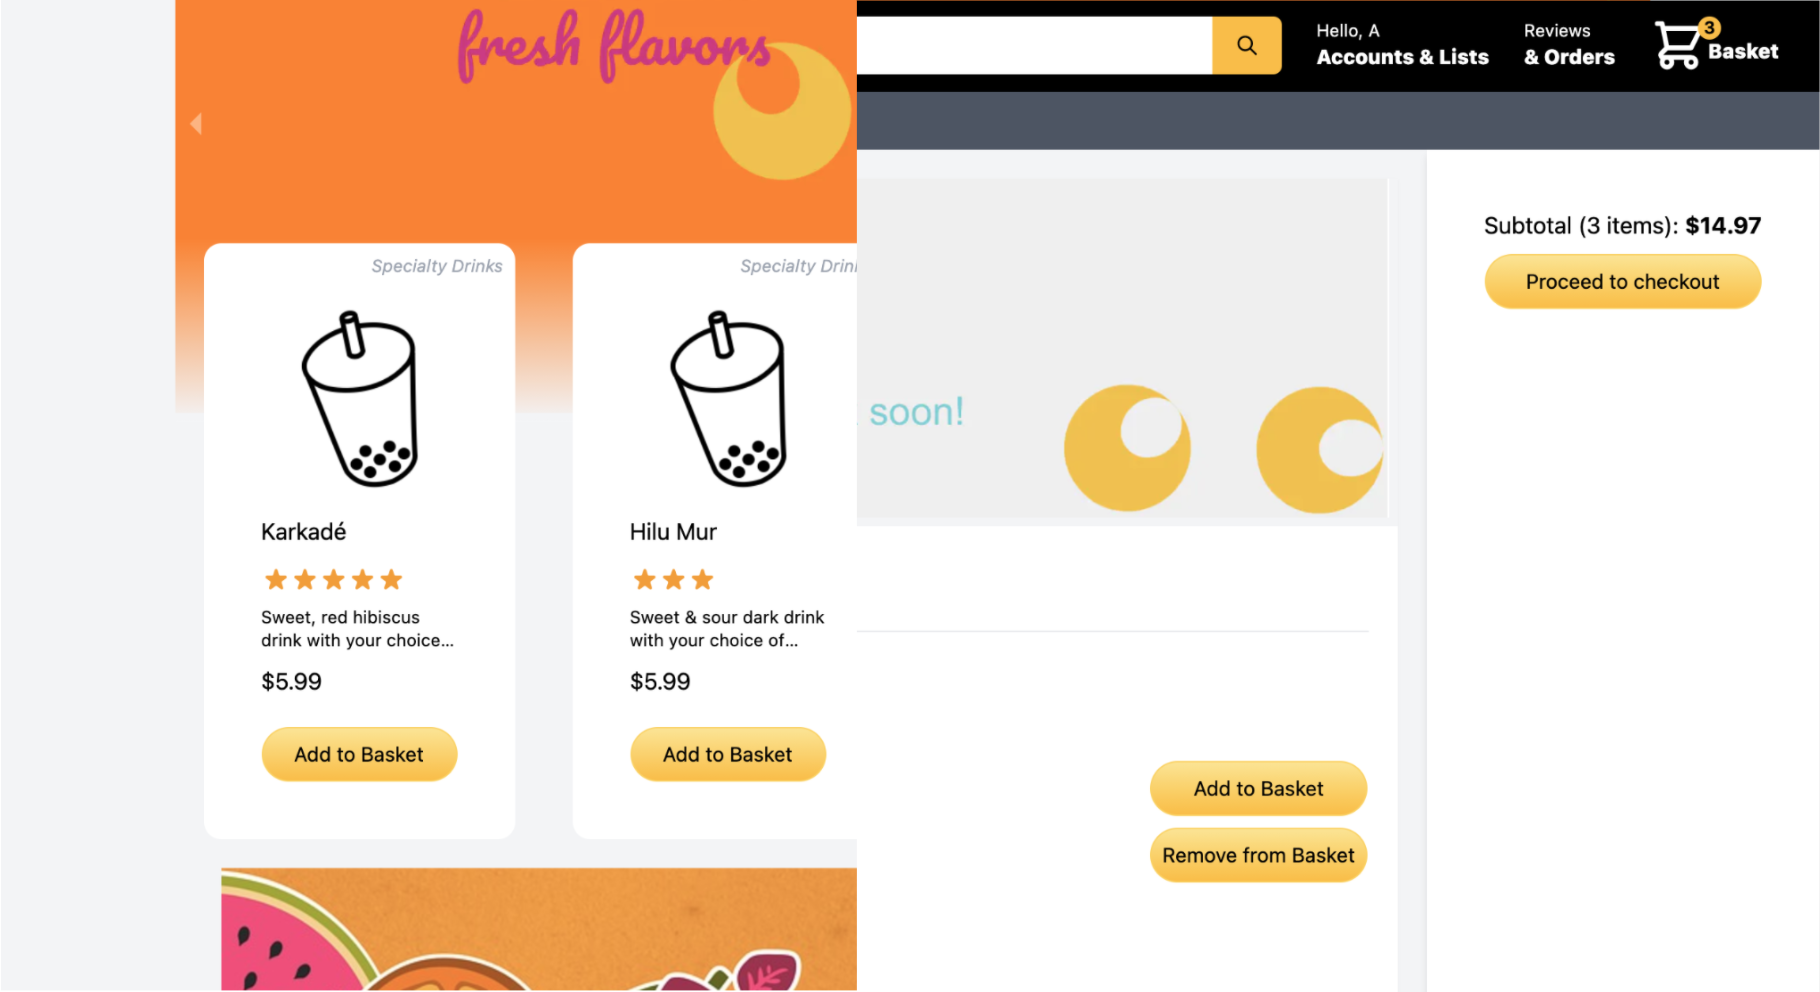 fresh flavors
Specialty Drinks
Karkadé
Sweet, red hibiscus
drink with your choice...
$5.99
Add to Basket
Specialty
Hilu Mur
Sweet & sour dark drink
with your choice of...
$5.99
Add to Basket
Hello, A
Accounts & Lists
Reviews
& Orders
3
Basket
soon!
Subtotal (3 items): $14.97
Proceed to checkout
Add to Basket
Remove from Basket